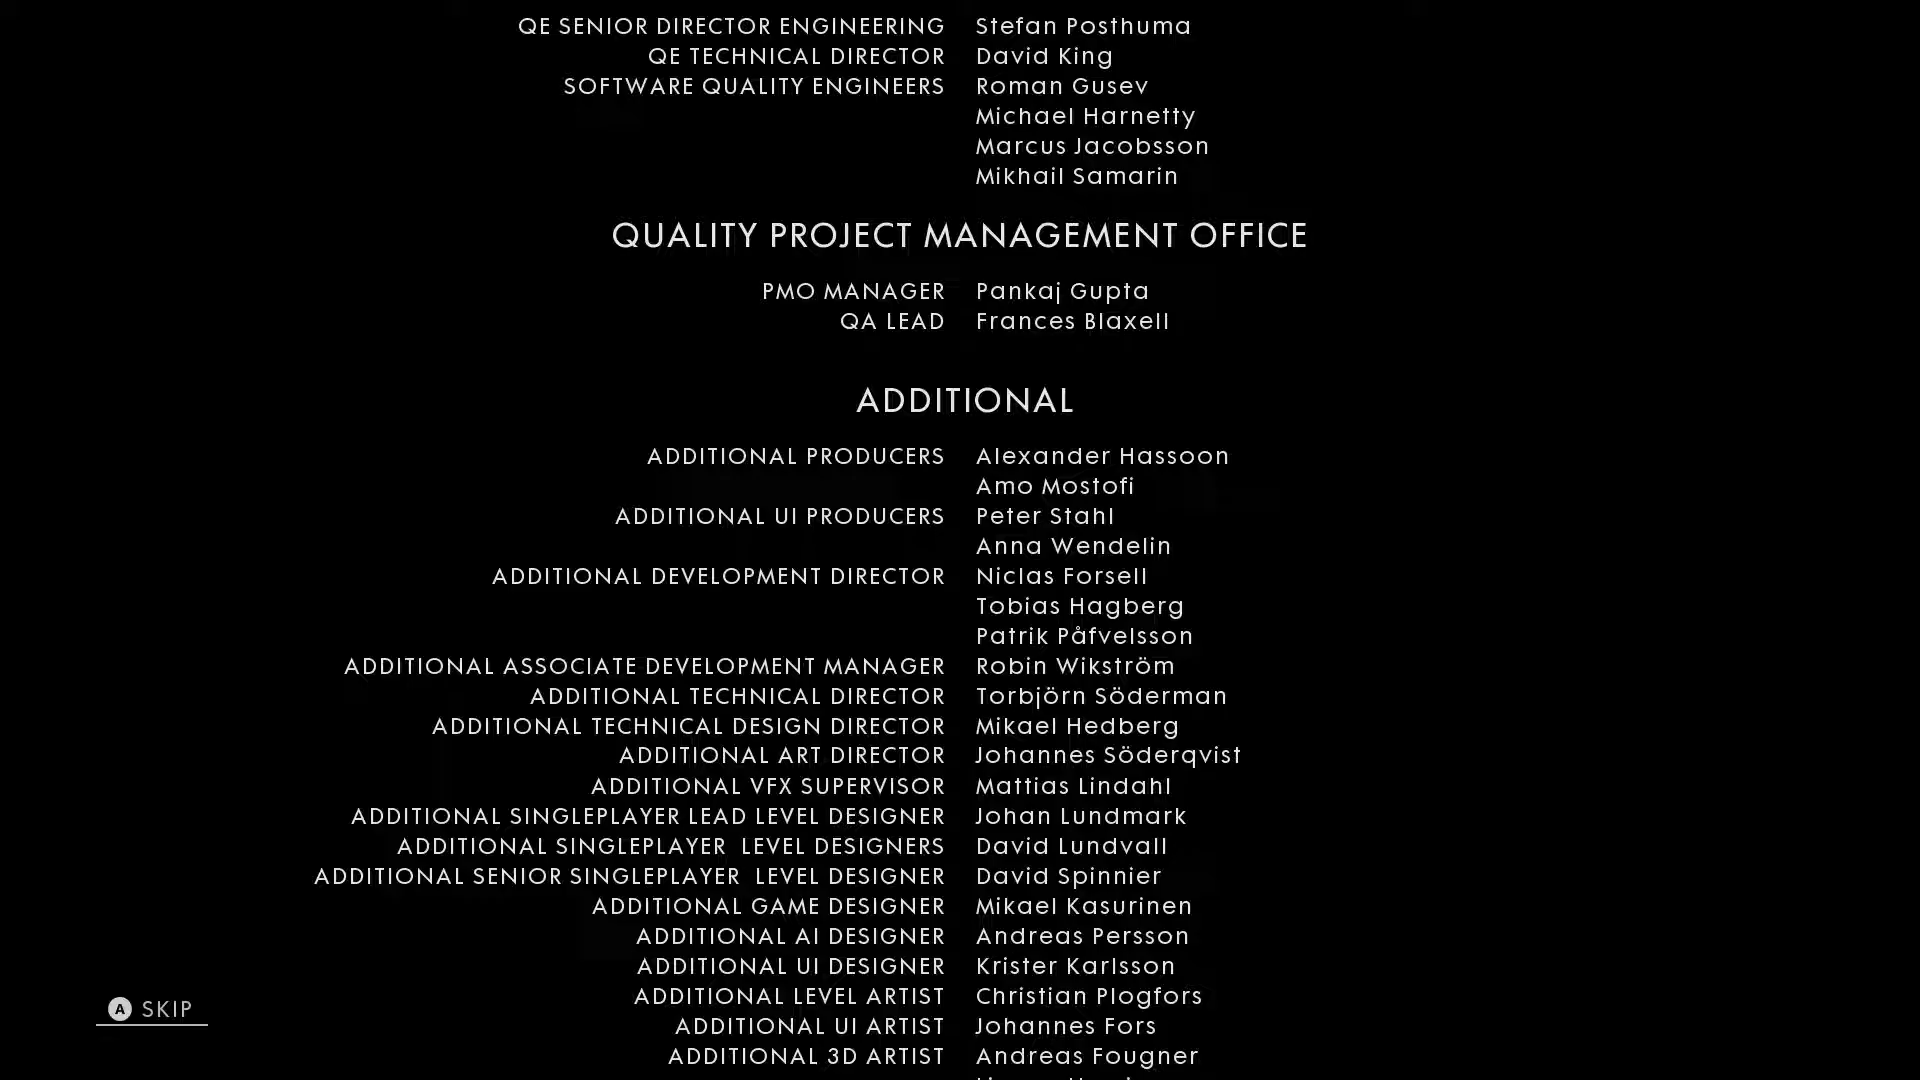 QE SENIOR DIRECTOR ENGINEERING Stefan Posthuma
QE TECHNICAL DIRECTOR David King
SOFTWARE QUALITY ENGINEERS Roman Gusev
Michael Harnetty
Marcus Jacobsson
Mikhail Samarin
QUALITY PROJECT MANAGEMENT OFFICE
PMO MANAGER Pankaj Gupta
QA LEAD Frances Blaxell
ADDITIONAL
ADDITIONAL PRODUCERS Alexander Hassoon
Amo Mostofi
ADDITIONAL UI PRODUCERS Peter Stahl
Anna Wendelin
ADDITIONAL DEVELOPMENT DIRECTOR Niclas Forsell
Tobias Hagberg
Patrik Påfvelsson
ADDITIONAL ASSOCIATE DEVELOPMENT MANAGER Robin Wikström
ADDITIONAL TECHNICAL DIRECTOR Torbjörn Söderman
ADDITIONAL TECHNICAL DESIGN DIRECTOR Mikael Hedberg
ADDITIONAL ART DIRECTOR Johannes Söderqvist
ADDITIONAL VFX SUPERVISOR Mattias Lindahl
ADDITIONAL SINGLEPLAYER LEAD LEVEL DESIGNER Johan Lundmark
ADDITIONAL SINGLEPLAYER LEVEL DESIGNERS David Lundvall
ADDITIONAL SENIOR SINGLEPLAYER LEVEL DESIGNER David Spinnier
ADDITIONAL GAME DESIGNER Mikael Kasurinen
ADDITIONAL AI DESIGNER Andreas Persson
ADDITIONAL UI DESIGNER Krister Karlsson
ADDITIONAL LEVEL ARTIST Christian Plogfors
A SKIP
ADDITIONAL UI ARTIST Johannes Fors
ADDITIONAL 3D ARTIST Andreas Fougner